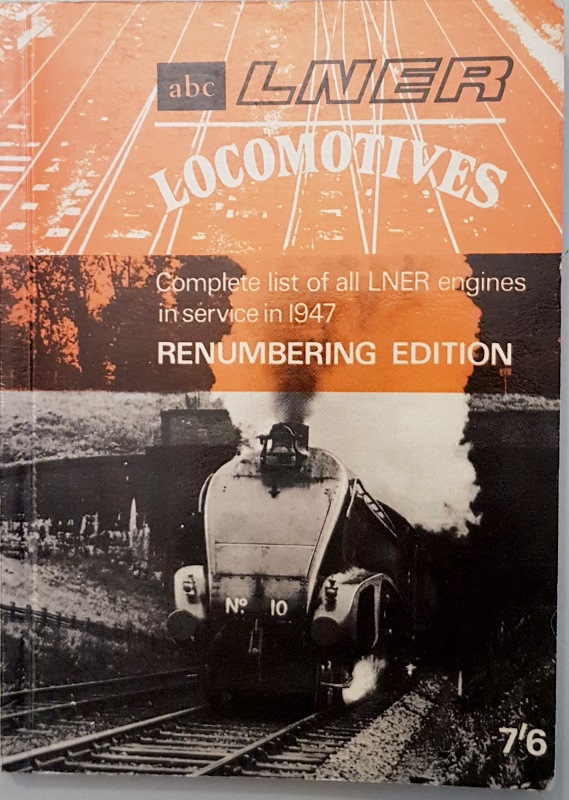 abc LNER
LOCOMOTIVES
Complete list of all LNER engines
in service in 1947
RENUMBERING EDITION
Nº 10
7'6